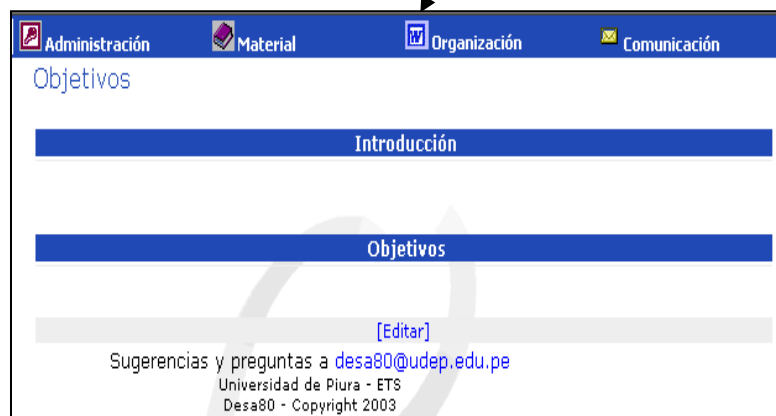 Administración Material Organización Comunicación
Objetivos
Introducción
Objetivos
[Editar]
Sugerencias y preguntas a desa80@udep.edu.pe
Universidad de Piura - ETS
Desa80 - Copyright 2003